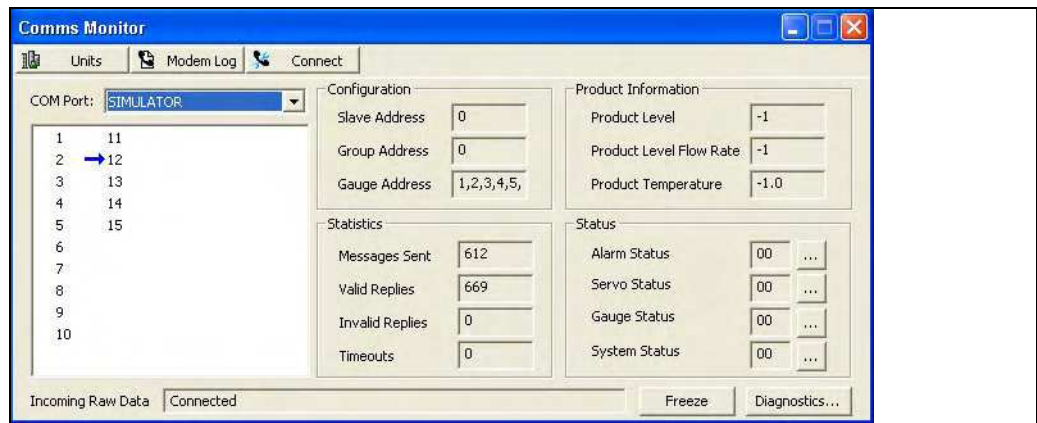 Comms Monitor
Units Modem Log Connect
COM Port: SIMULATOR
1 11
2 12
3 13
4 14
5 15
6
7
8
9
10
Configuration
Slave Address 0
Group Address 0
Gauge Address 1,2,3,4,5,
Statistics
Messages Sent 612
Valid Replies 669
Invalid Replies 0
Timeouts 0
Product Information
Product Level -1
Product Level Flow Rate -1
Product Temperature -1.0
Status
Alarm Status 00 ...
Servo Status 00 ...
Gauge Status 00 ...
System Status 00 ...
Incoming Raw Data Connected Freeze Diagnostics...